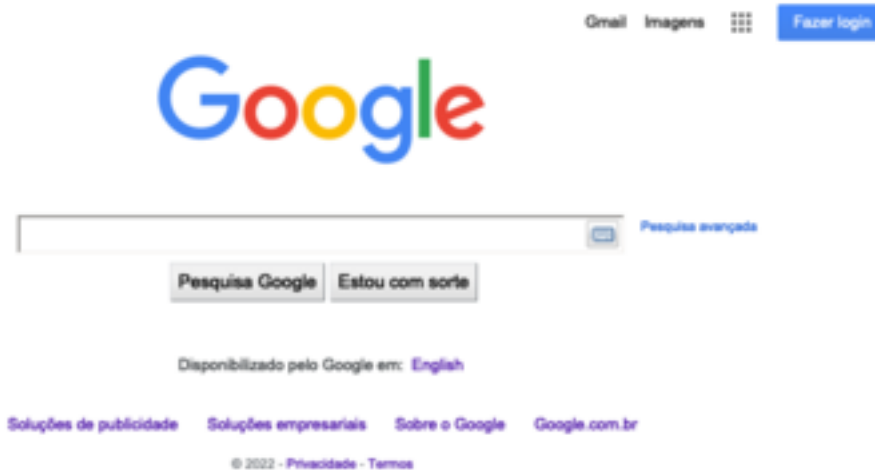 Gmail Imagens Fazer login
Google
Pesquisa avançada
Pesquisa Google Estou com sorte
Disponibilizado pelo Google em: English
Soluções de publicidade Soluções empresariais Sobre o Google Google.com.br
© 2022 - Privacidade - Termos